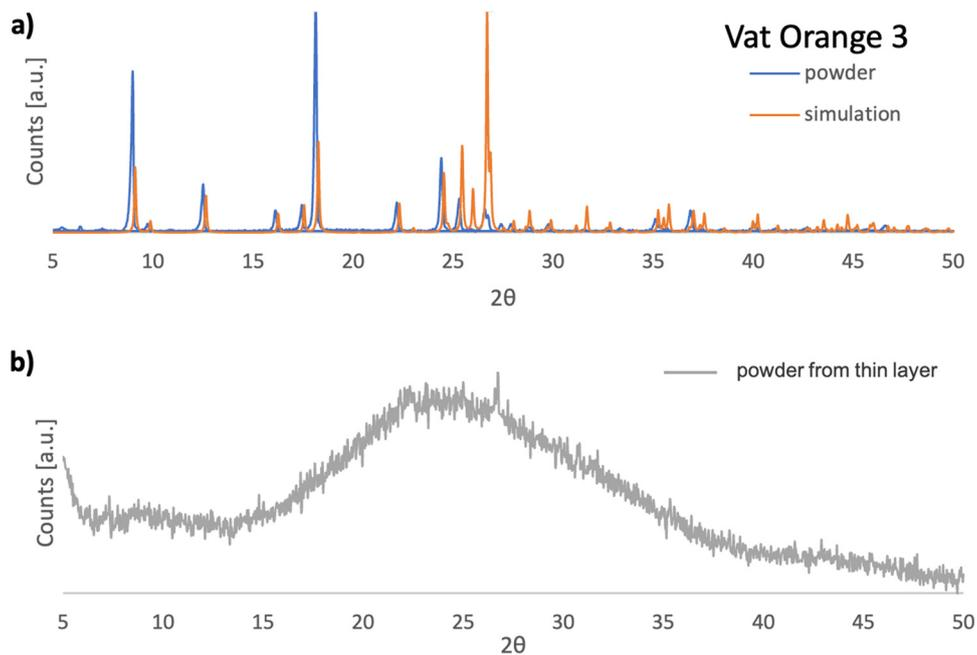 a)
Vat Orange 3
powder
simulation
Counts [a.u.]
5 10 15 20 25 30 35 40 45 50
2θ
b)
powder from thin layer
Counts [a.u.]
5 10 15 20 25 30 35 40 45 50
2θ